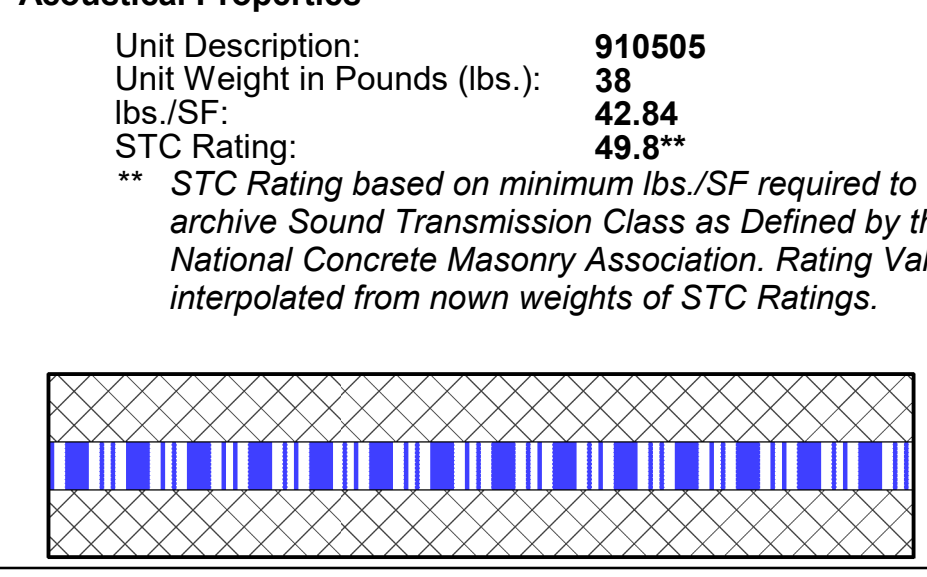 Acoustical Properties
Unit Description: 910505
Unit Weight in Pounds (lbs.): 38
lbs./SF: 42.84
STC Rating: 49.8**
** STC Rating based on minimum lbs./SF required to
archive Sound Transmission Class as Defined by
National Concrete Masonry Association. Rating
interpolated from nown weights of STC Ratings.